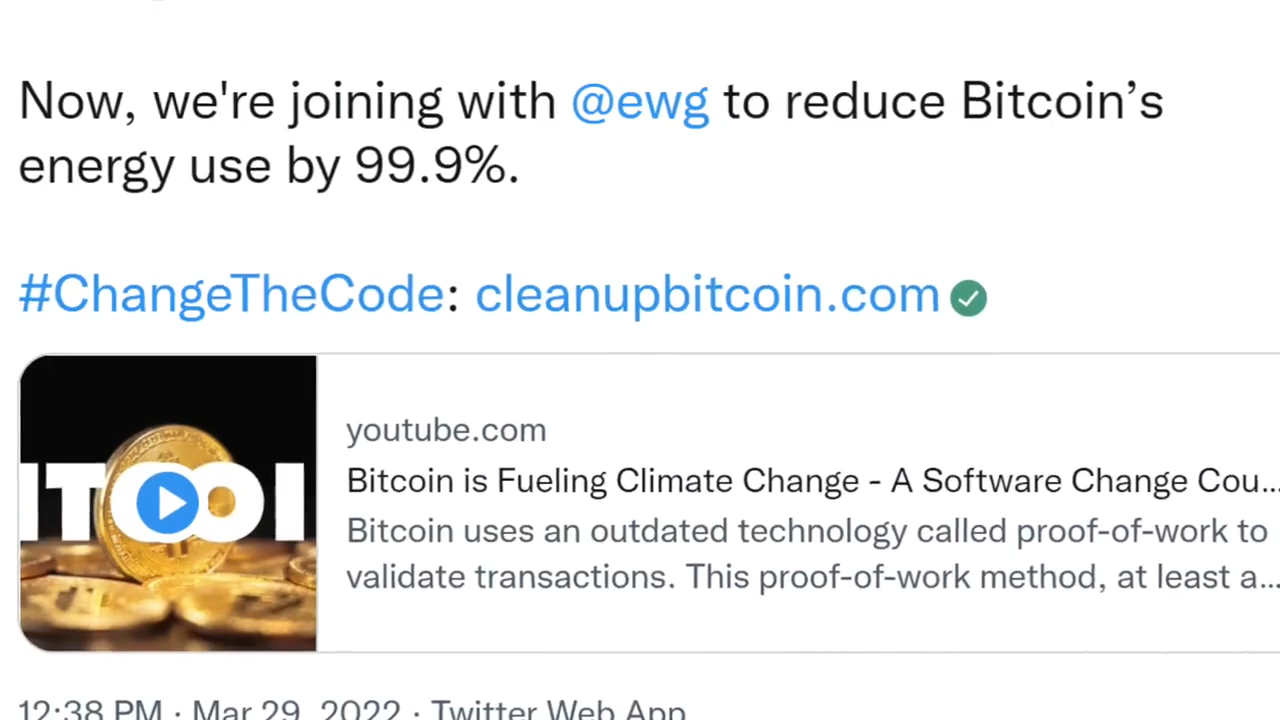 Now, we're joining with @ewg to reduce Bitcoin’s
energy use by 99.9%.
#ChangeTheCode: cleanupbitcoin.com
ITCOI
youtube.com
Bitcoin is Fueling Climate Change - A Software Change Cou...
Bitcoin uses an outdated technology called proof-of-work to
validate transactions. This proof-of-work method, at least a...
12:38 PM · Mar 29, 2022 · Twitter Web App